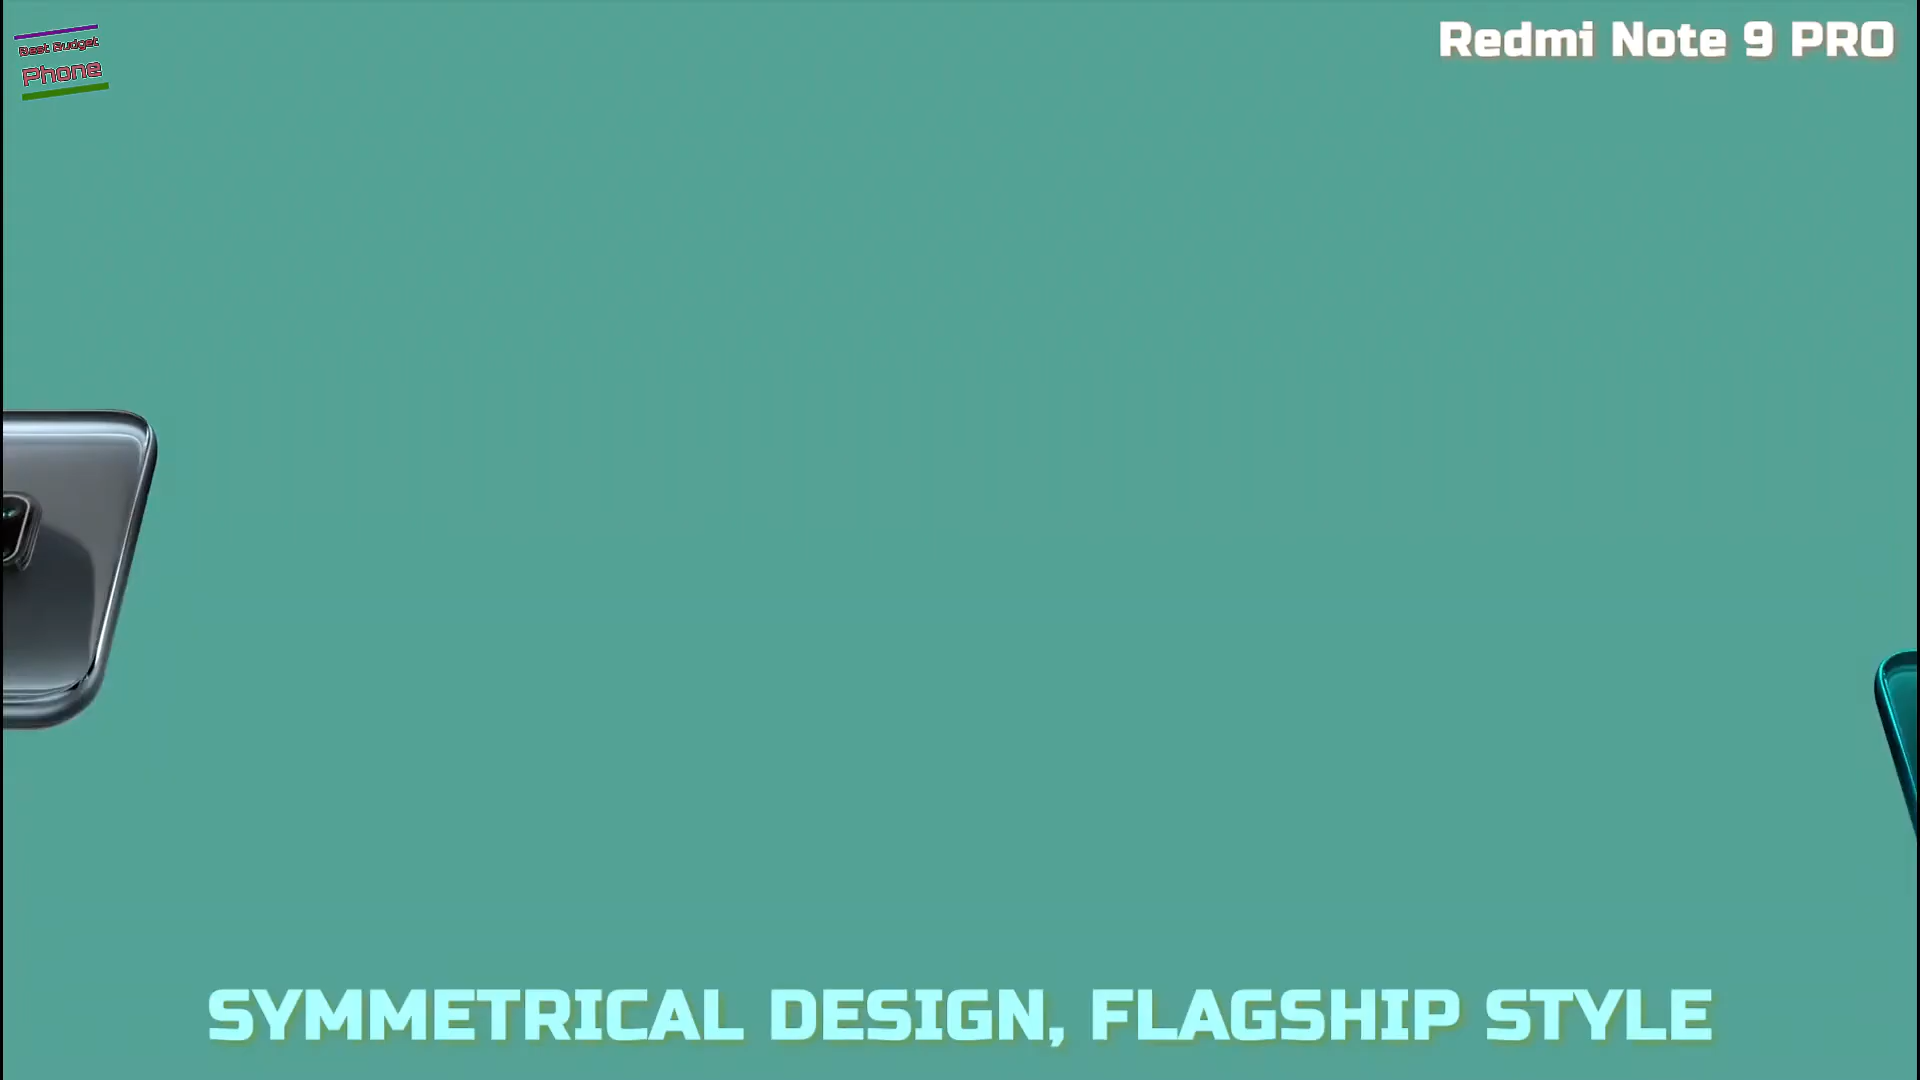 Best Budget
Phone
Redmi Note 9 PRO
SYMMETRICAL DESIGN, FLAGSHIP STYLE